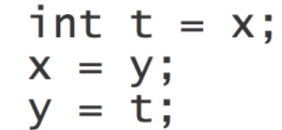 int t = x;
x = y;
y = t;